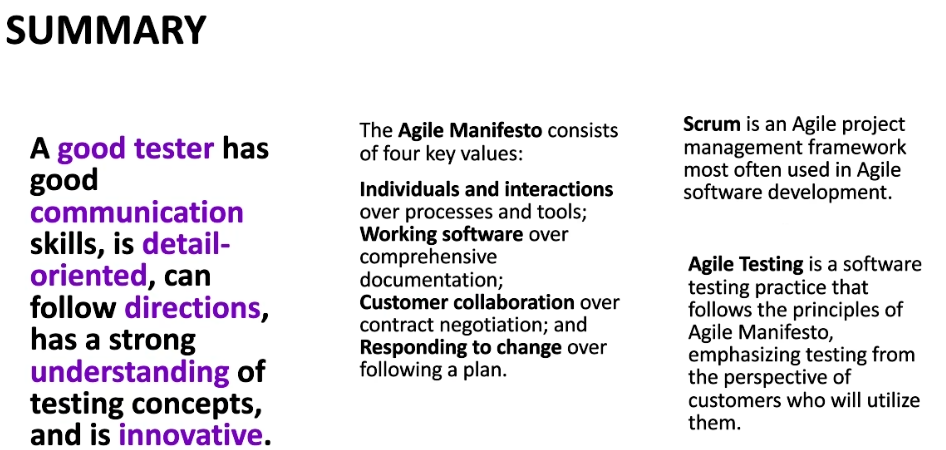 SUMMARY
A good tester has
good
communication
skills, is detail-
oriented, can
follow directions,
has a strong
understanding of
testing concepts,
and is innovative.
The Agile Manifesto consists
of four key values:
Individuals and interactions
over processes and tools;
Working software over
comprehensive
documentation;
Customer collaboration over
contract negotiation; and
Responding to change over
following a plan.
Scrum is an Agile project
management framework
most often used in Agile
software development.
Agile Testing is a software
testing practice that
follows the principles of
Agile Manifesto,
emphasizing testing from
the perspective of
customers who will utilize
them.